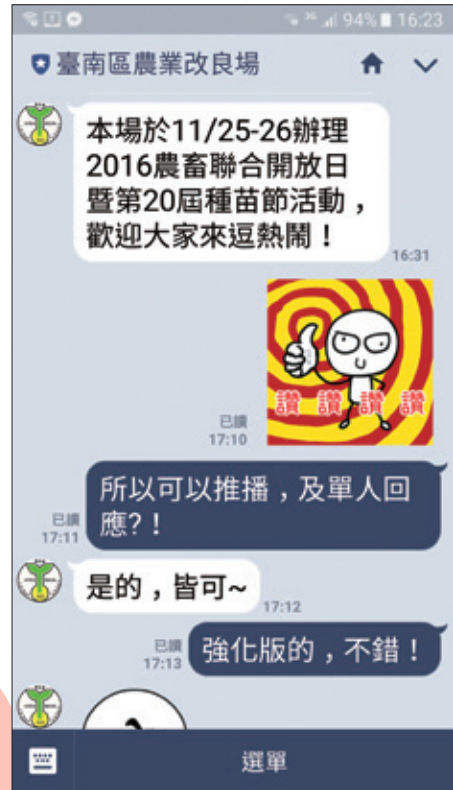 3G 94% 16:23
臺南區農業改良場
本場於11/25-26辦理
2016農畜聯合開放日
暨第20屆種苗節活動，
歡迎大家來逗熱鬧！
16:31
讚 讚 讚 讚
已讀
17:10
所以可以推播，及單人回
應?！
已讀
17:11
是的，皆可~
17:12
已讀
17:13
強化版的，不錯！
選單